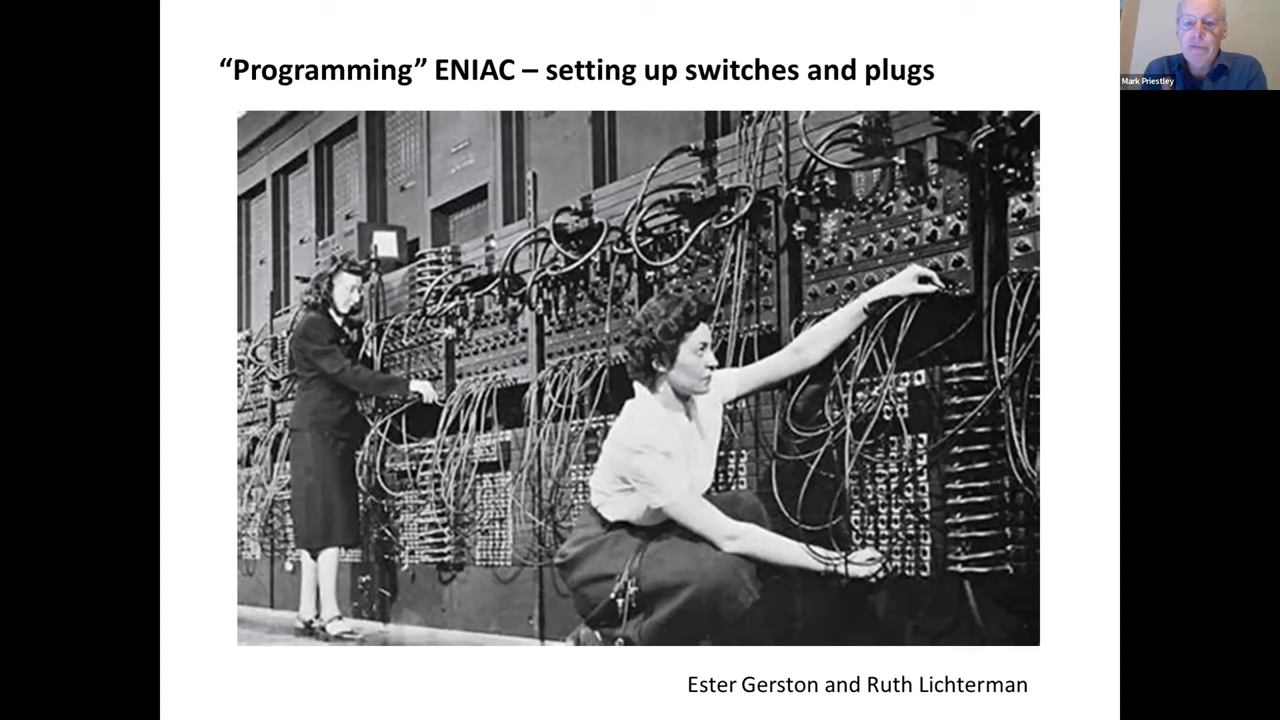 “Programming” ENIAC – setting up switches and plugs
Mark Priestley
Ester Gerston and Ruth Lichterman